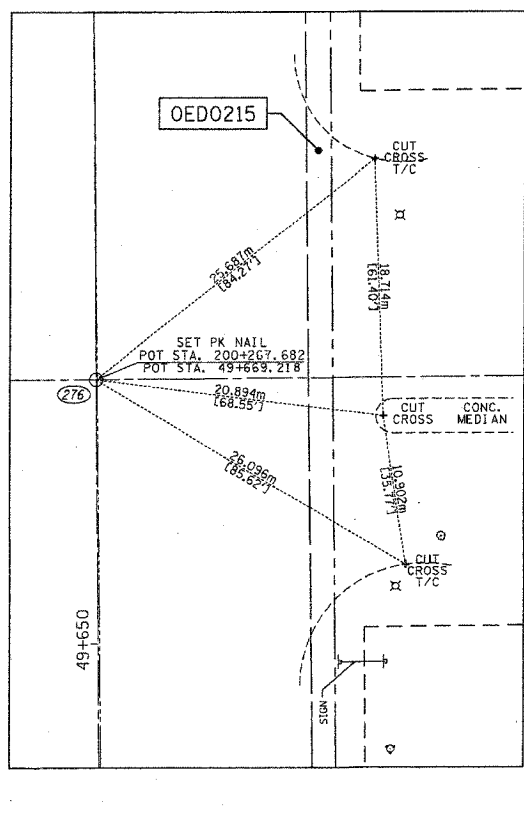 OED0215
CUT
CROSS
T/C
25.687m
[84.27']
18.714m
[61.40']
SET PK NAIL
POT STA. 200+267.682
POT STA. 49+669.218
276
20.894m
[68.55']
CUT CONC.
CROSS MEDIAN
26.096m
[85.62']
10.902m
[35.77']
CUT
CROSS
T/C
49+650
SIGN